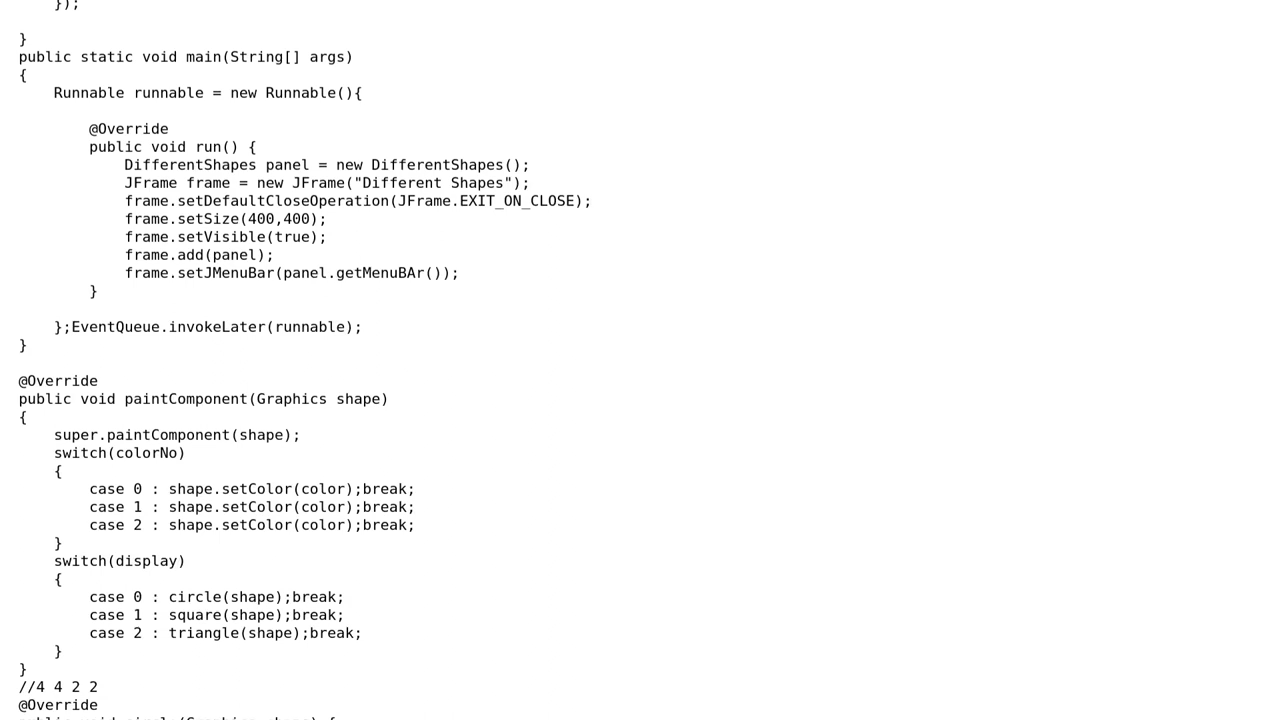 });

}
public static void main(String[] args)
{
    Runnable runnable = new Runnable(){

        @Override
        public void run() {
            DifferentShapes panel = new DifferentShapes();
            JFrame frame = new JFrame("Different Shapes");
            frame.setDefaultCloseOperation(JFrame.EXIT_ON_CLOSE);
            frame.setSize(400,400);
            frame.setVisible(true);
            frame.add(panel);
            frame.setJMenuBar(panel.getMenuBAr());
        }

    };EventQueue.invokeLater(runnable);
}

@Override
public void paintComponent(Graphics shape)
{
    super.paintComponent(shape);
    switch(colorNo)
    {
        case 0 : shape.setColor(color);break;
        case 1 : shape.setColor(color);break;
        case 2 : shape.setColor(color);break;
    }
    switch(display)
    {
        case 0 : circle(shape);break;
        case 1 : square(shape);break;
        case 2 : triangle(shape);break;
    }
}
//4 4 2 2
@Override